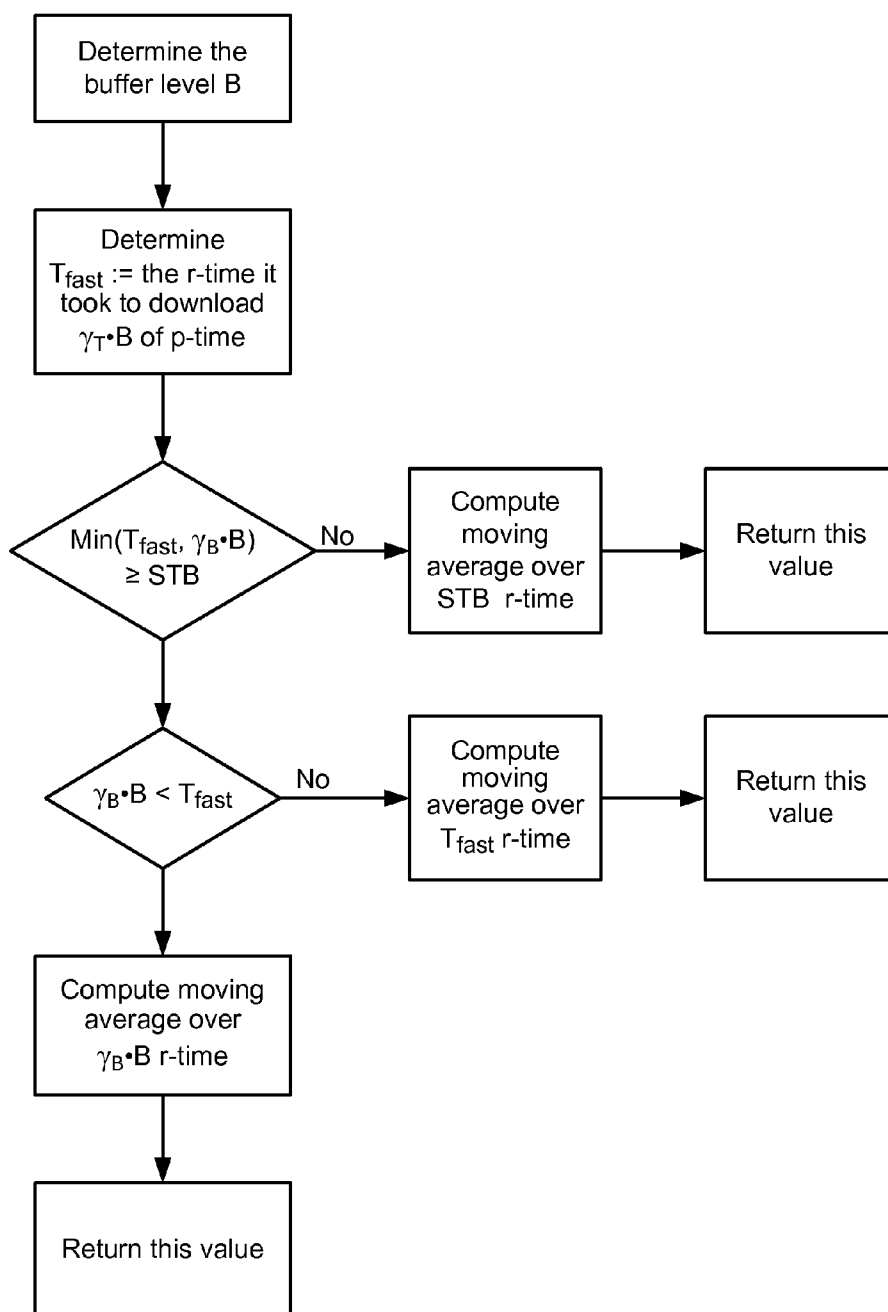 Determine the
buffer level B
Determine
T_fast := the r-time it
took to download
γ_T•B of p-time
Min(T_fast, γ_B•B)
≥ STB
No
Compute
moving
average over
STB r-time
Return this
value
γ_B•B < T_fast
No
Compute
moving
average over
T_fast r-time
Return this
value
Compute moving
average over
γ_B•B r-time
Return this value